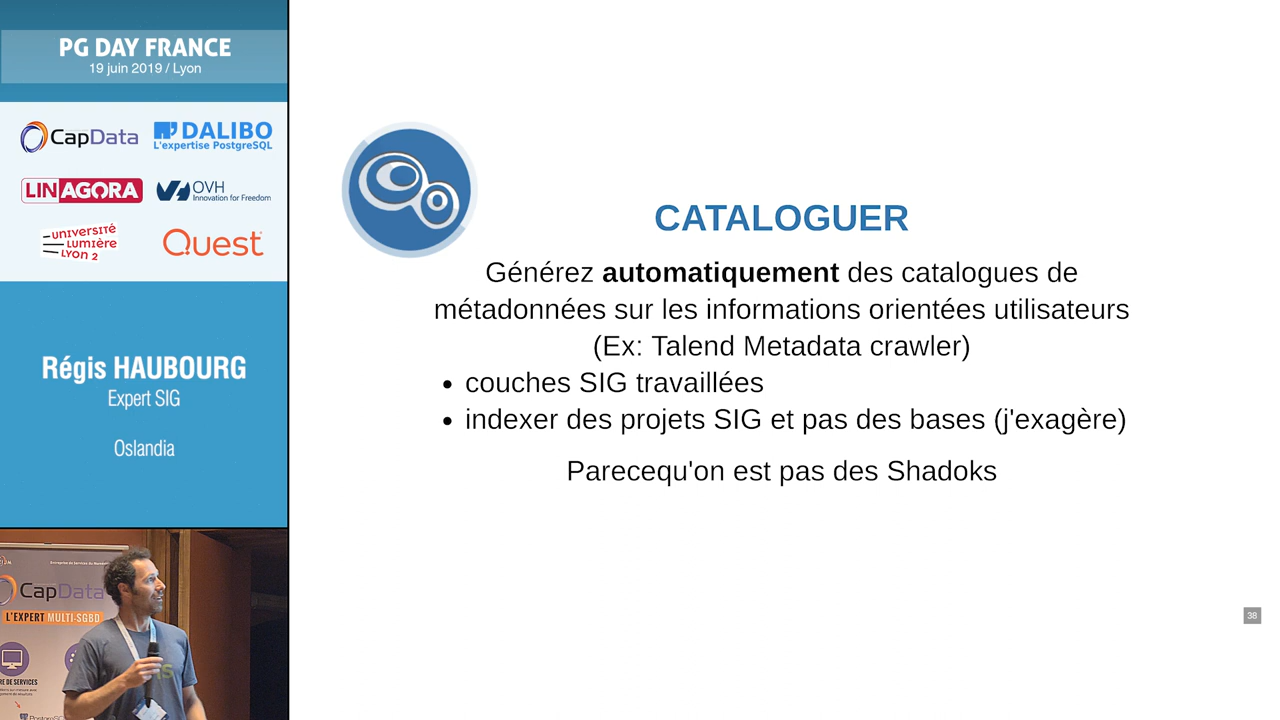 PG DAY FRANCE
19 juin 2019 / Lyon
CapData
DALIBO
L'expertise PostgreSQL
LINAGORA
OVH
Innovation for Freedom
UNIVERSITÉ
LUMIÈRE
LYON 2
Quest
Régis HAUBOURG
Expert SIG
Oslandia
CATALOGUER
Générez automatiquement des catalogues de
métadonnées sur les informations orientées utilisateurs
(Ex: Talend Metadata crawler)
• couches SIG travaillées
• indexer des projets SIG et pas des bases (j'exagère)
Parecequ'on est pas des Shadoks
38
CapData
L'EXPERT MULTI-SGBD
RE DE SERVICES